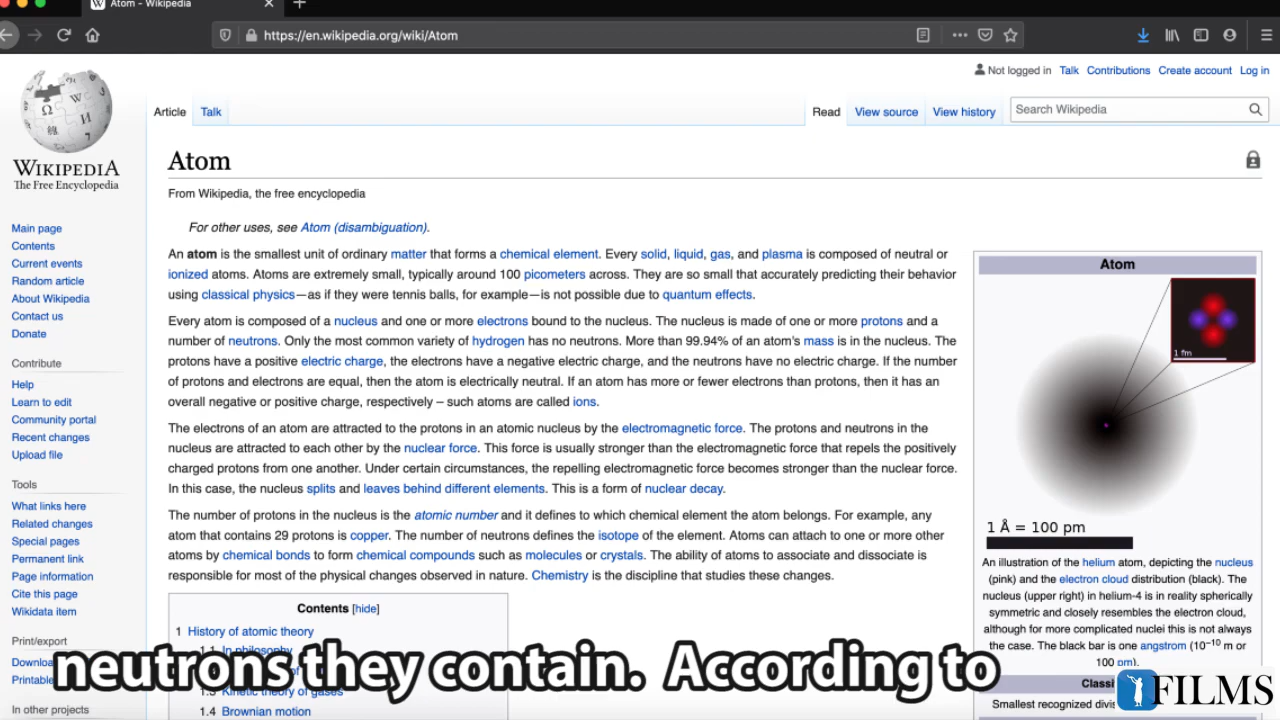 Atom - Wikipedia
https://en.wikipedia.org/wiki/Atom
Not logged in Talk Contributions Create account Log in
Article Talk Read View source View history Search Wikipedia
WIKIPEDIA
The Free Encyclopedia
Main page
Contents
Current events
Random article
About Wikipedia
Contact us
Donate
Contribute
Help
Learn to edit
Community portal
Recent changes
Upload file
Tools
What links here
Related changes
Special pages
Permanent link
Page information
Cite this page
Wikidata item
Print/export
Printable
In other projects
Atom
From Wikipedia, the free encyclopedia
For other uses, see Atom (disambiguation).
An atom is the smallest unit of ordinary matter that forms a chemical element. Every solid, liquid, gas, and plasma is composed of neutral or
ionized atoms. Atoms are extremely small, typically around 100 picometers across. They are so small that accurately predicting their behavior
using classical physics—as if they were tennis balls, for example—is not possible due to quantum effects.
Every atom is composed of a nucleus and one or more electrons bound to the nucleus. The nucleus is made of one or more protons and a
number of neutrons. Only the most common variety of hydrogen has no neutrons. More than 99.94% of an atom's mass is in the nucleus. The
protons have a positive electric charge, the electrons have a negative electric charge, and the neutrons have no electric charge. If the number
of protons and electrons are equal, then the atom is electrically neutral. If an atom has more or fewer electrons than protons, then it has an
overall negative or positive charge, respectively – such atoms are called ions.
The electrons of an atom are attracted to the protons in an atomic nucleus by the electromagnetic force. The protons and neutrons in the
nucleus are attracted to each other by the nuclear force. This force is usually stronger than the electromagnetic force that repels the positively
charged protons from one another. Under certain circumstances, the repelling electromagnetic force becomes stronger than the nuclear force.
In this case, the nucleus splits and leaves behind different elements. This is a form of nuclear decay.
The number of protons in the nucleus is the atomic number and it defines to which chemical element the atom belongs. For example, any
atom that contains 29 protons is copper. The number of neutrons defines the isotope of the element. Atoms can attach to one or more other
atoms by chemical bonds to form chemical compounds such as molecules or crystals. The ability of atoms to associate and dissociate is
responsible for most of the physical changes observed in nature. Chemistry is the discipline that studies these changes.
Contents [hide]
1 History of atomic theory
1.1 In philosophy
1.3 Kinetic theory of gases
1.4 Brownian motion
Atom
1 fm
1 Å = 100 pm
An illustration of the helium atom, depicting the nucleus
(pink) and the electron cloud distribution (black). The
nucleus (upper right) in helium-4 is in reality spherically
symmetric and closely resembles the electron cloud,
although for more complicated nuclei this is not always
the case. The black bar is one angstrom (10⁻¹⁰ m or
100 pm).
Smallest recognized
neutrons they contain. According to
FILMS